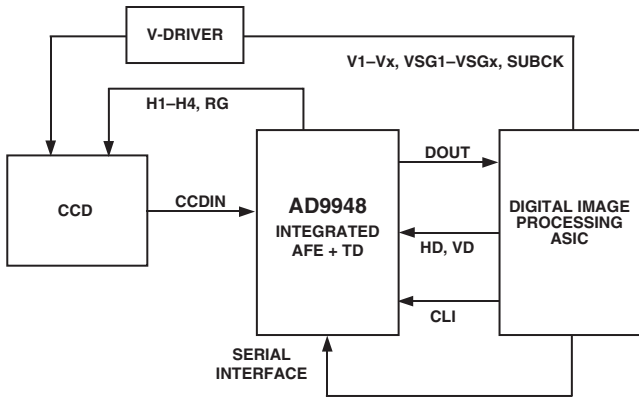 V-DRIVER
V1–Vx, VSG1–VSGx, SUBCK
H1–H4, RG
CCD
CCDIN
AD9948
INTEGRATED
AFE + TD
DOUT
HD, VD
CLI
DIGITAL IMAGE
PROCESSING
ASIC
SERIAL
INTERFACE